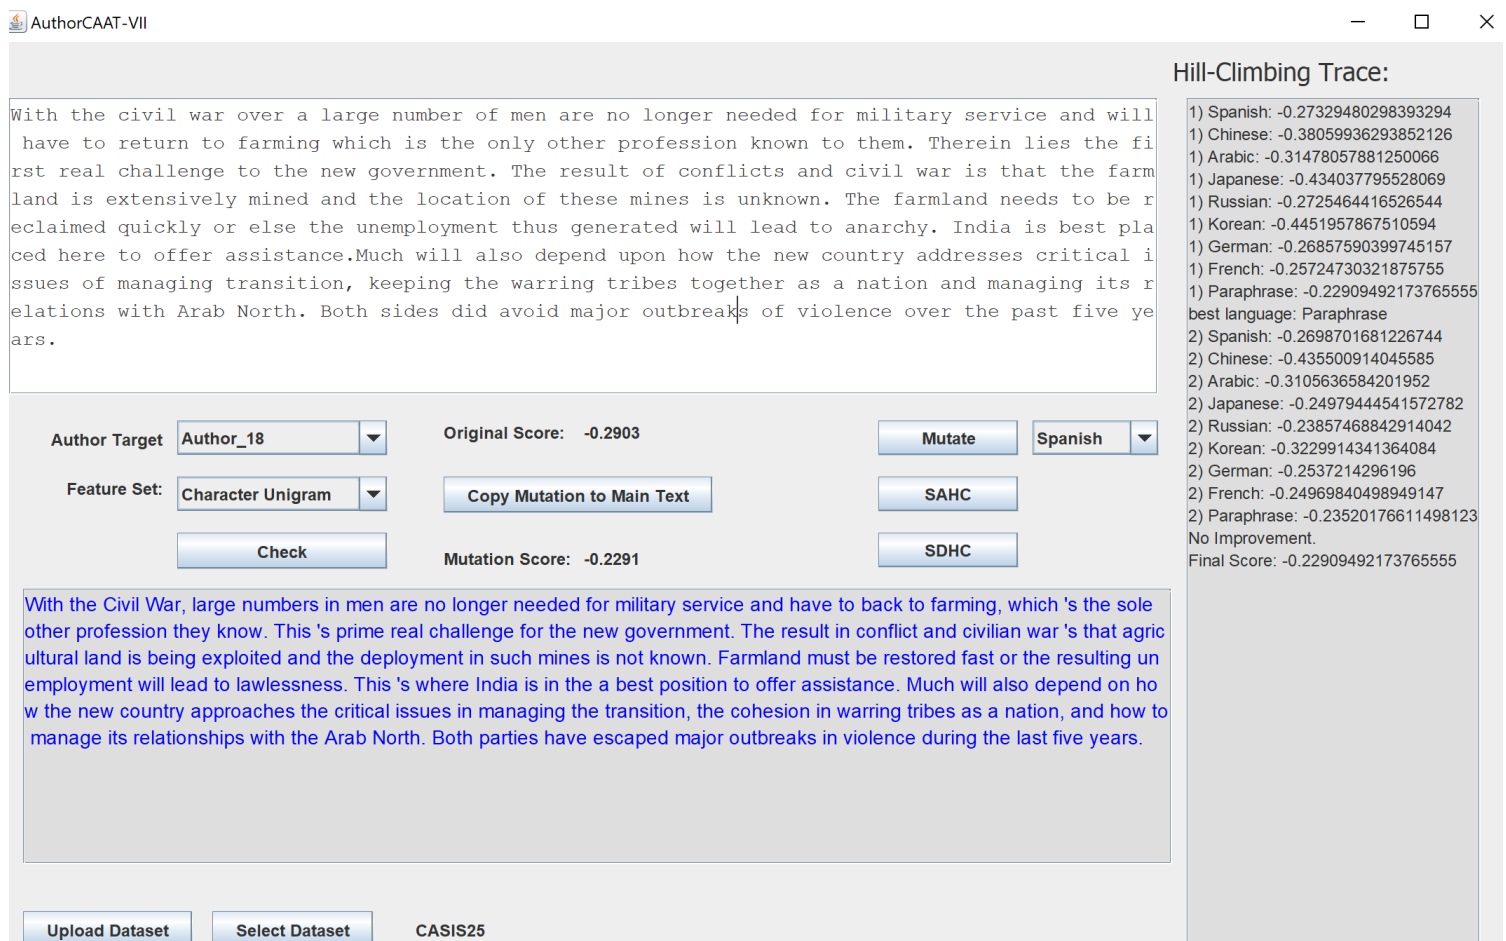 AuthorCAAT-VII
Hill-Climbing Trace:
With the civil war over a large number of men are no longer needed for military service and will
have to return to farming which is the only other profession known to them. Therein lies the fi
rst real challenge to the new government. The result of conflicts and civil war is that the farm
land is extensively mined and the location of these mines is unknown. The farmland needs to be r
eclaimed quickly or else the unemployment thus generated will lead to anarchy. India is best pla
ced here to offer assistance.Much will also depend upon how the new country addresses critical i
ssues of managing transition, keeping the warring tribes together as a nation and managing its r
elations with Arab North. Both sides did avoid major outbreaks of violence over the past five ye
ars.
1) Spanish: -0.27329480298393294
1) Chinese: -0.38059936293852126
1) Arabic: -0.31478057881250066
1) Japanese: -0.434037795528069
1) Russian: -0.2725464416526544
1) Korean: -0.4451957867510594
1) German: -0.26857590399745157
1) French: -0.25724730321875755
1) Paraphrase: -0.22909492173765555
best language: Paraphrase
2) Spanish: -0.2698701681226744
2) Chinese: -0.435500914045585
2) Arabic: -0.3105636584201952
2) Japanese: -0.24979444541572782
2) Russian: -0.23857468842914042
2) Korean: -0.3229914341364084
2) German: -0.2537214296196
2) French: -0.24969840498949147
2) Paraphrase: -0.23520176611498123
No Improvement.
Final Score: -0.22909492173765555
Author Target Author_18 Original Score: -0.2903 Mutate Spanish
Feature Set: Character Unigram Copy Mutation to Main Text SAHC
Check Mutation Score: -0.2291 SDHC
With the Civil War, large numbers in men are no longer needed for military service and have to back to farming, which 's the sole
other profession they know. This 's prime real challenge for the new government. The result in conflict and civilian war 's that agric
ultural land is being exploited and the deployment in such mines is not known. Farmland must be restored fast or the resulting un
employment will lead to lawlessness. This 's where India is in the a best position to offer assistance. Much will also depend on ho
w the new country approaches the critical issues in managing the transition, the cohesion in warring tribes as a nation, and how to
manage its relationships with the Arab North. Both parties have escaped major outbreaks in violence during the last five years.
Upload Dataset Select Dataset CASIS25